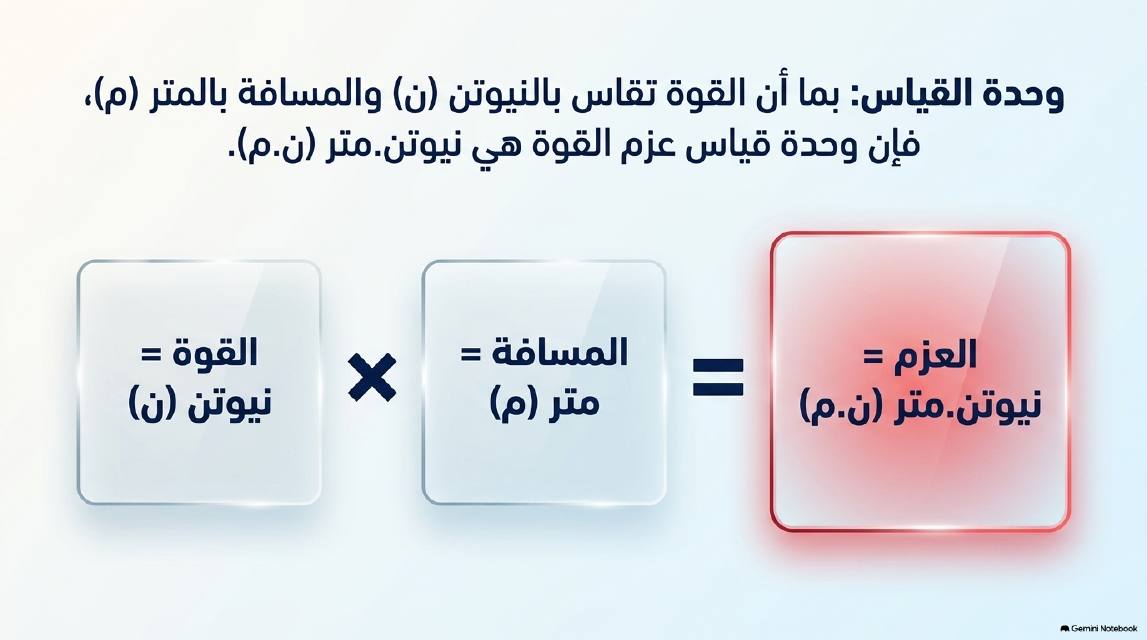 وحدة القياس: بما أن القوة تقاس بالنيوتن (ن) والمسافة بالمتر (م)،
فإن وحدة قياس عزم القوة هي نيوتن.متر (ن.م).
العزم =
نيوتن.متر (ن.م)
=
المسافة =
متر (م)
×
القوة =
نيوتن (ن)
Gemini Notebook